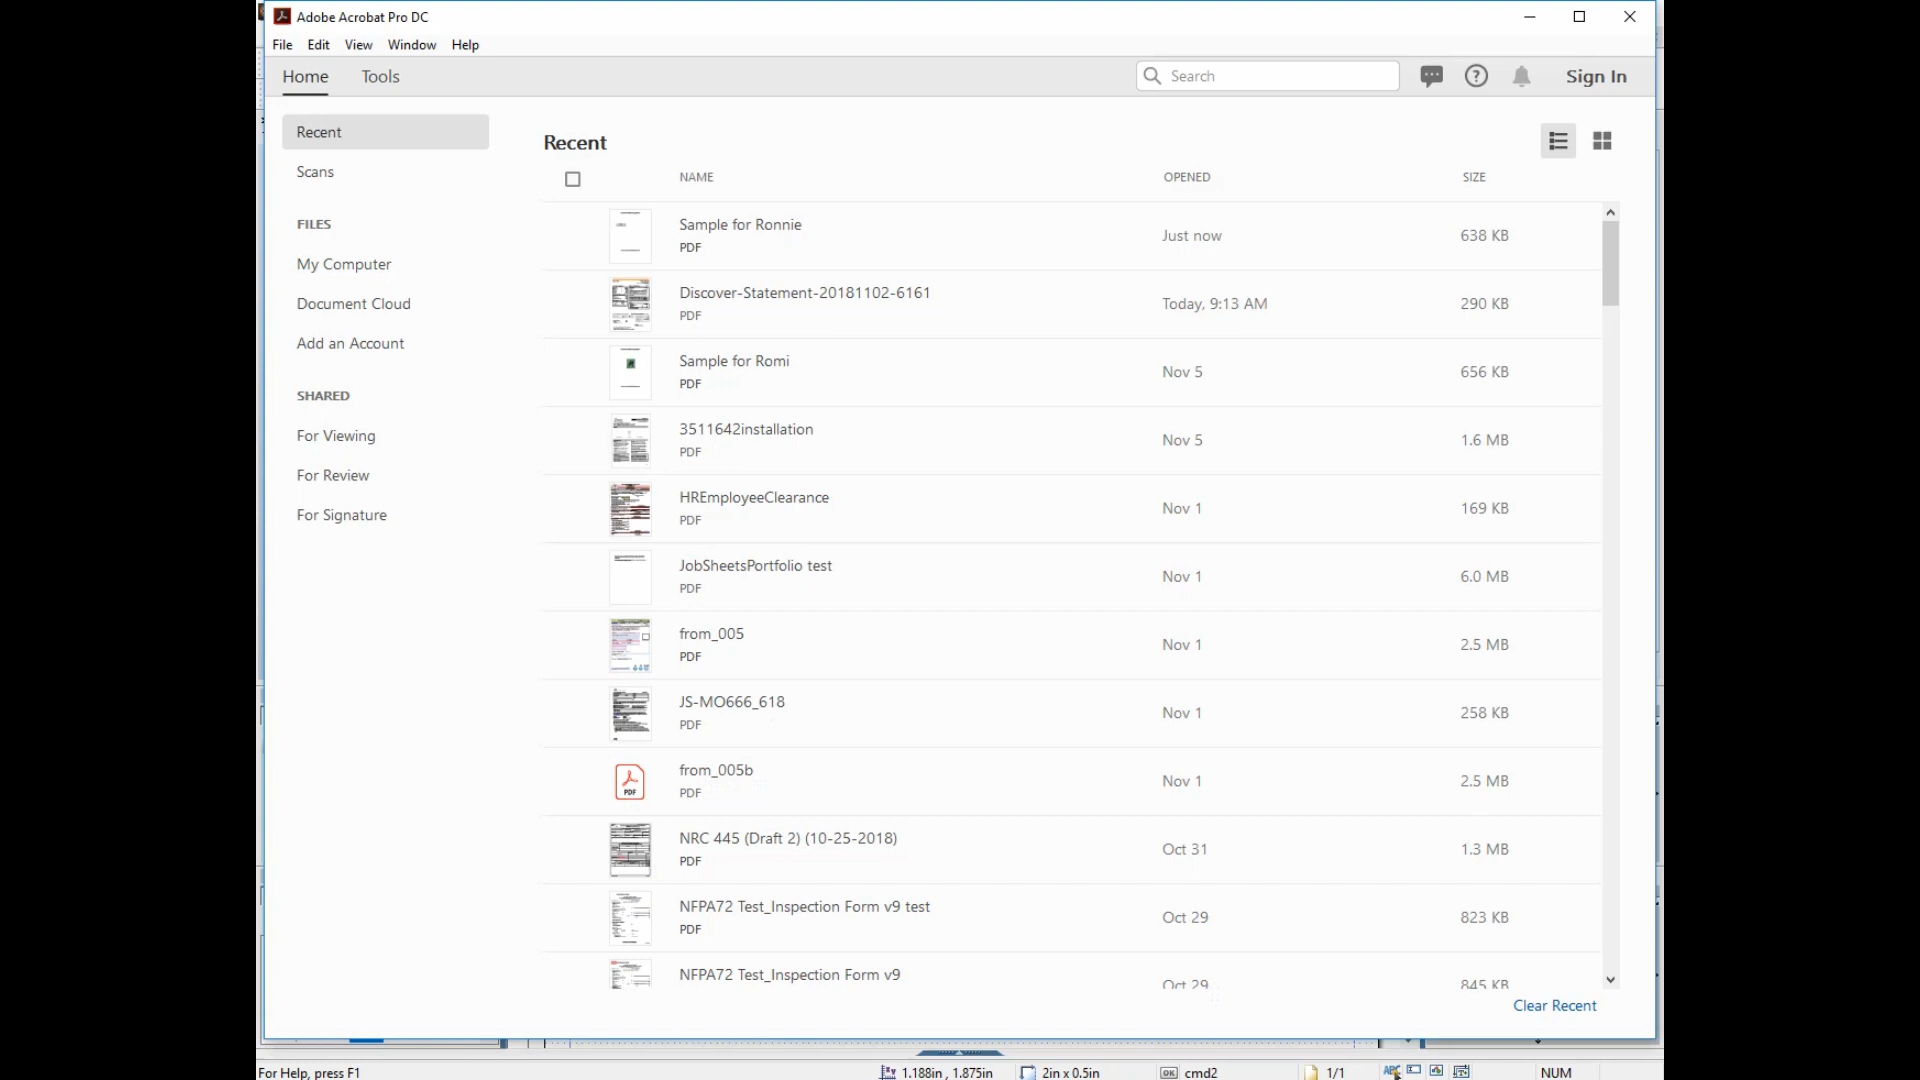 Adobe Acrobat Pro DC
File Edit View Window Help
Home Tools
Search
Sign In
Recent
Scans
FILES
My Computer
Document Cloud
Add an Account
SHARED
For Viewing
For Review
For Signature
Recent
NAME OPENED SIZE
Sample for Ronnie
PDF
Just now 638 KB
Discover-Statement-20181102-6161
PDF
Today, 9:13 AM 290 KB
Sample for Romi
PDF
Nov 5 656 KB
3511642installation
PDF
Nov 5 1.6 MB
HREmployeeClearance
PDF
Nov 1 169 KB
JobSheetsPortfolio test
PDF
Nov 1 6.0 MB
from_005
PDF
Nov 1 2.5 MB
JS-MO666_618
PDF
Nov 1 258 KB
from_005b
PDF
Nov 1 2.5 MB
NRC 445 (Draft 2) (10-25-2018)
PDF
Oct 31 1.3 MB
NFPA72 Test_Inspection Form v9 test
PDF
Oct 29 823 KB
NFPA72 Test_Inspection Form v9
Oct 29 845 KB
Clear Recent
For Help, press F1 1.188in , 1.875in 2in x 0.5in OK cmd2 1/1 ABC NUM